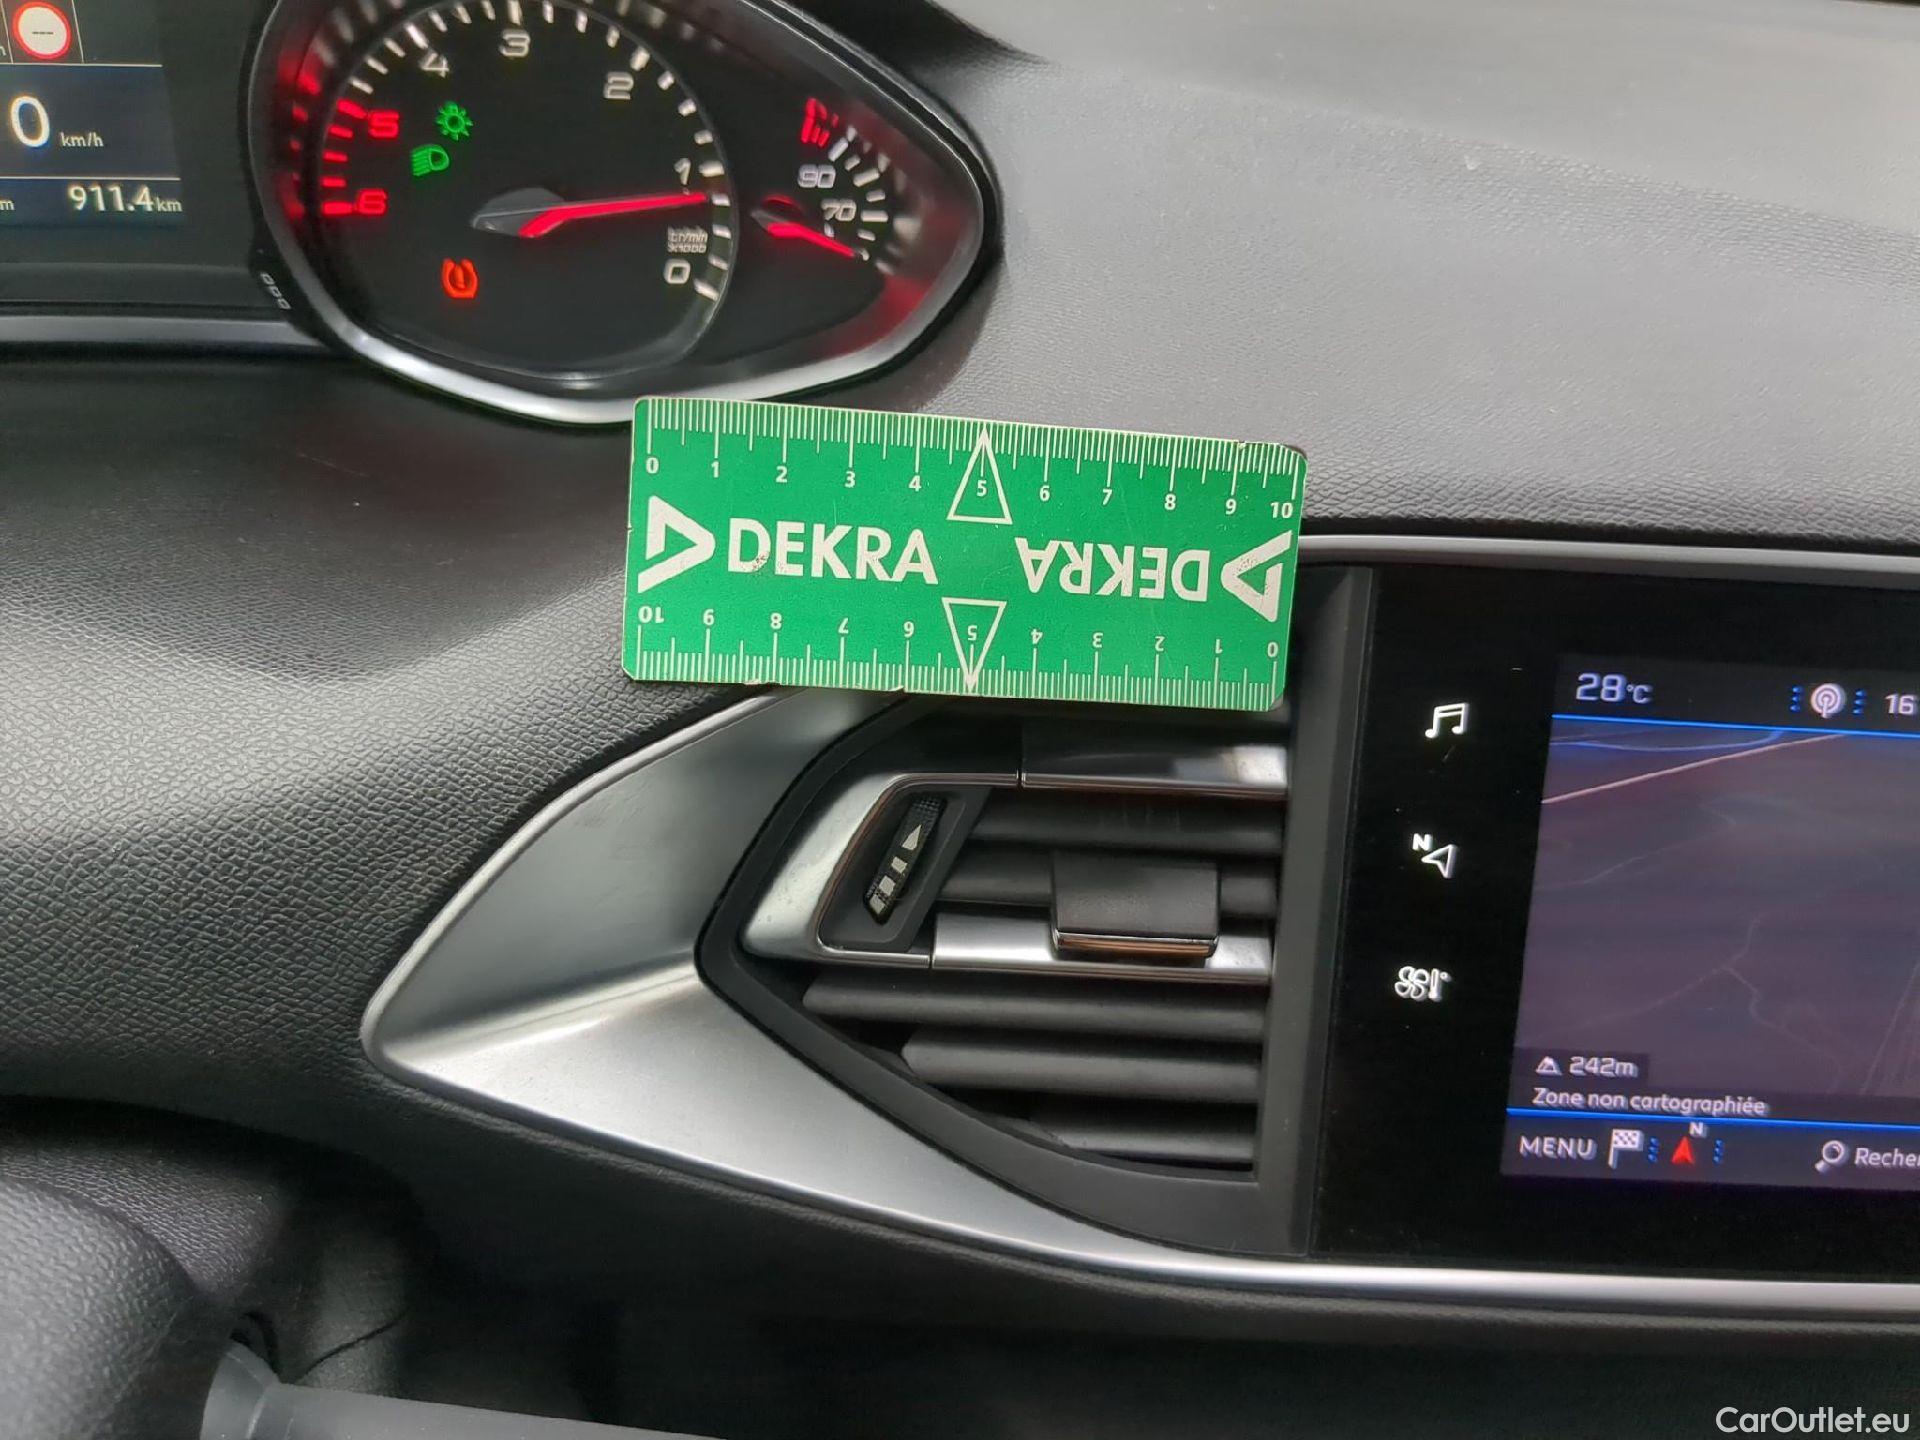 0 km/h
m 911.4 km
3
4
2
5
1
6
0
tr/min
x1000
90
70
0 1 2 3 4 5 6 7 8 9 10
DEKRA DEKRA
10 9 8 7 6 5 4 3 2 1 0
28°C 16
N
242m
Zone non cartographiée
MENU N Recher
CarOutlet.eu